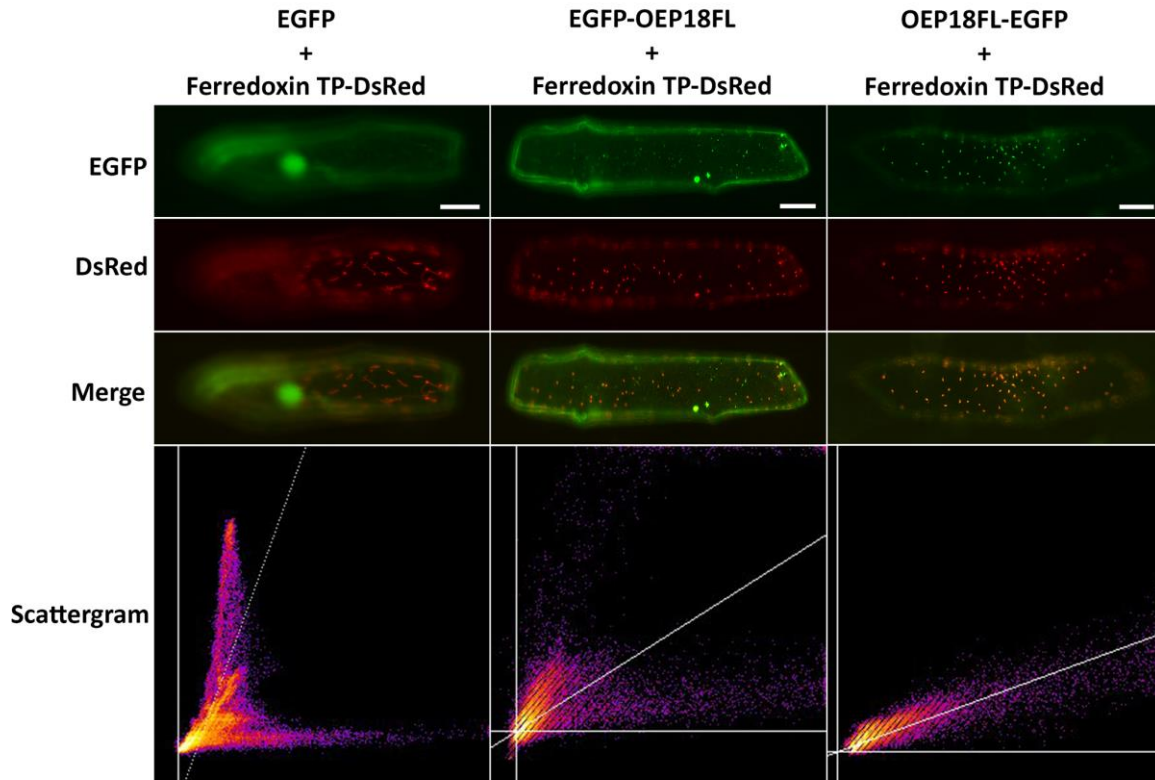 EGFP
+
Ferredoxin TP-DsRed
EGFP-OEP18FL
+
Ferredoxin TP-DsRed
OEP18FL-EGFP
+
Ferredoxin TP-DsRed
EGFP
DsRed
Merge
Scattergram